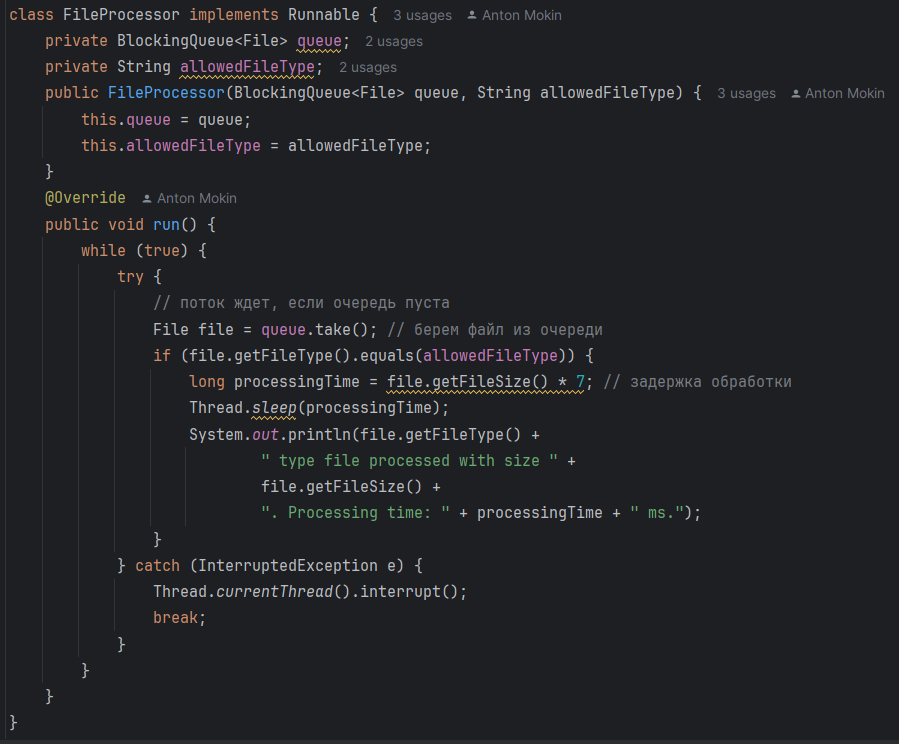 class FileProcessor implements Runnable { 3 usages Anton Mokin
private BlockingQueue<File> queue; 2 usages
private String allowedFileType; 2 usages
public FileProcessor(BlockingQueue<File> queue, String allowedFileType) { 3 usages Anton Mokin
this.queue = queue;
this.allowedFileType = allowedFileType;
}
@Override Anton Mokin
public void run() {
while (true) {
try {
// поток ждет, если очередь пуста
File file = queue.take(); // берем файл из очереди
if (file.getFileType().equals(allowedFileType)) {
long processingTime = file.getFileSize() * 7; // задержка обработки
Thread.sleep(processingTime);
System.out.println(file.getFileType() +
" type file processed with size " +
file.getFileSize() +
". Processing time: " + processingTime + " ms.");
}
} catch (InterruptedException e) {
Thread.currentThread().interrupt();
break;
}
}
}
}